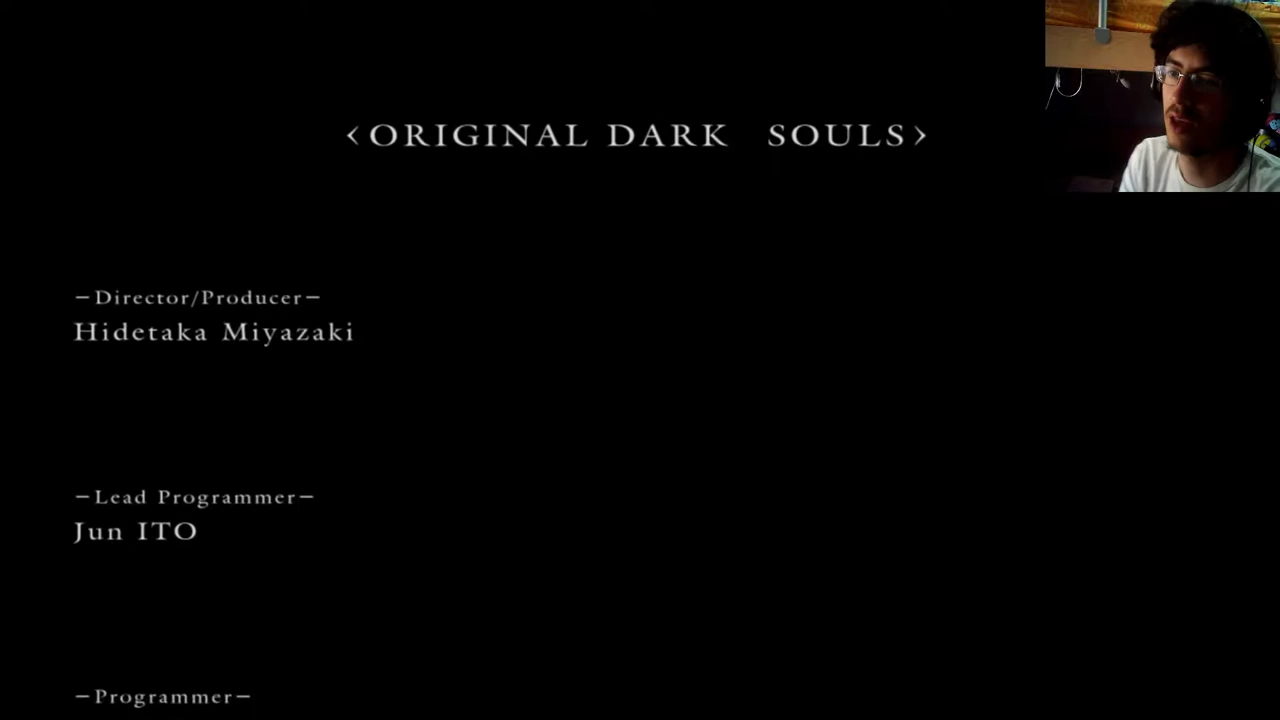 <ORIGINAL DARK SOULS>
-Director/Producer-
Hidetaka Miyazaki
-Lead Programmer-
Jun ITO
-Programmer-